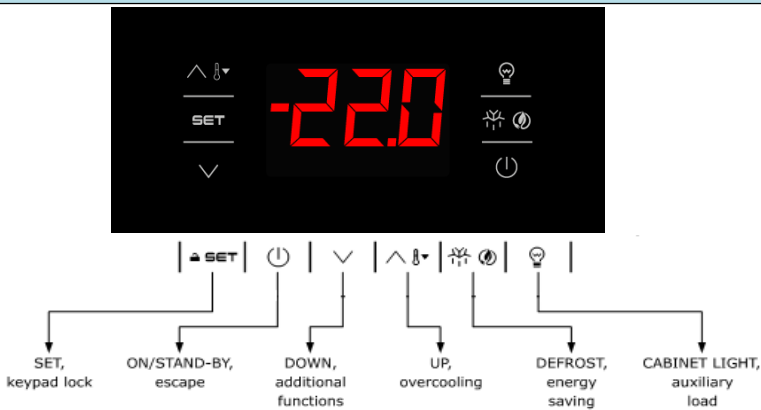 -22.0
SET
SET
SET, ON/STAND-BY, DOWN, UP, DEFROST, CABINET LIGHT,
keypad lock escape additional overcooling energy auxiliary
functions saving load